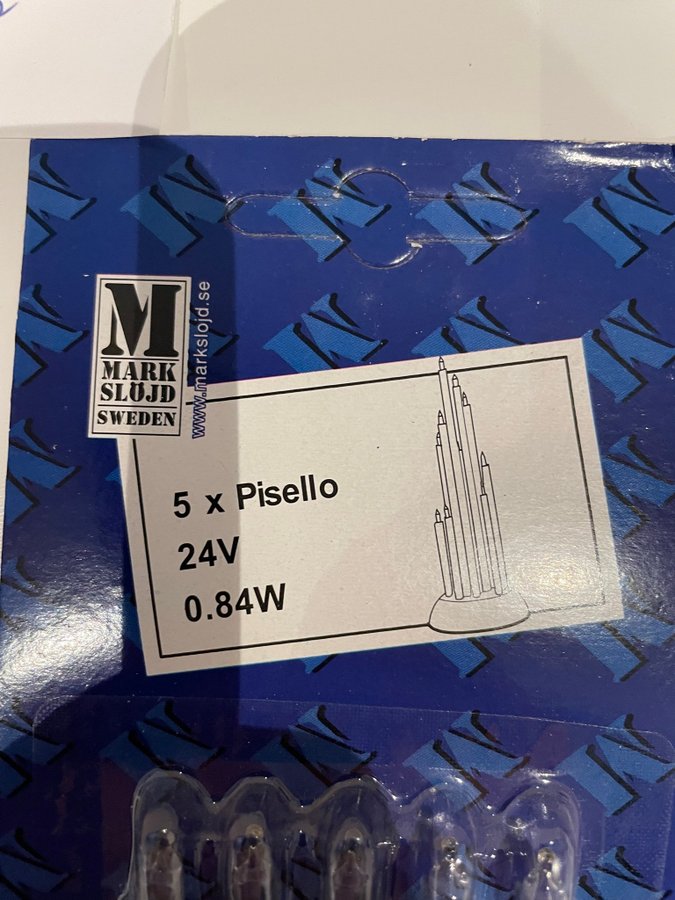 M
MARK
SLÖJD
SWEDEN
www.markslojd.se
5 x Pisello
24V
0.84W